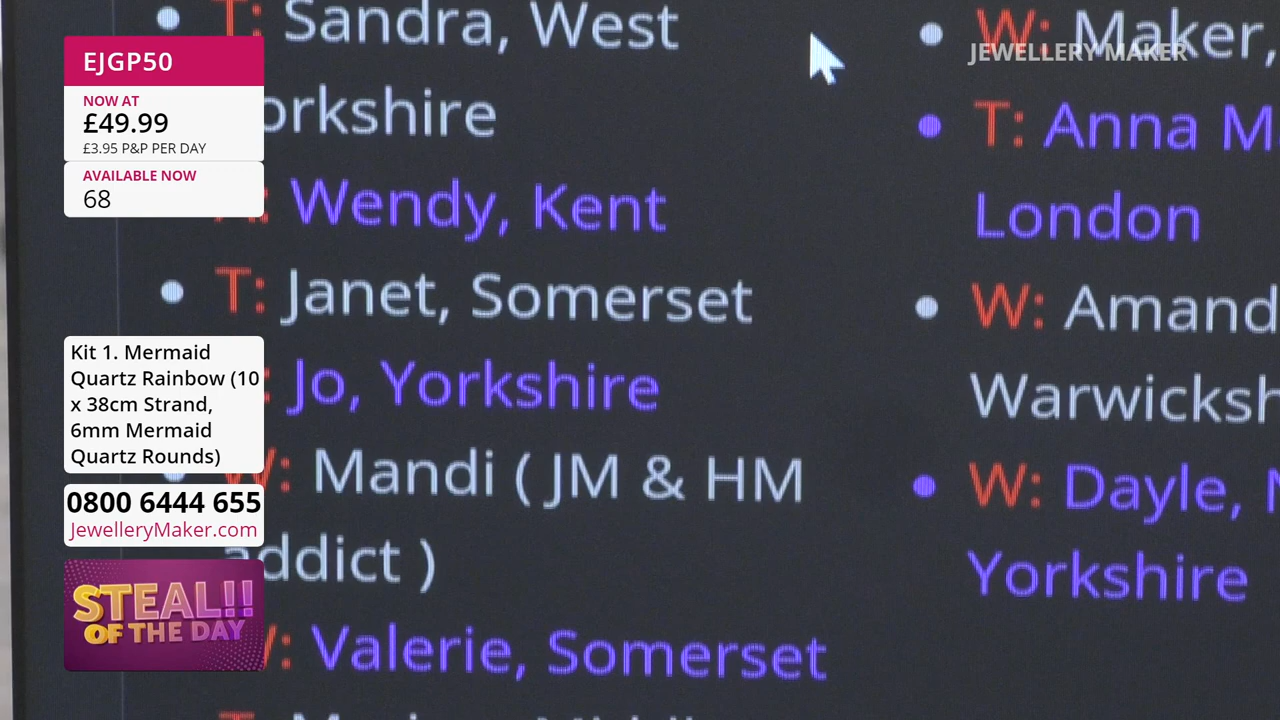 EJGP50
NOW AT
£49.99
£3.95 P&P PER DAY
AVAILABLE NOW
68
Kit 1. Mermaid
Quartz Rainbow (10
x 38cm Strand,
6mm Mermaid
Quartz Rounds)
0800 6444 655
JewelleryMaker.com
STEAL!!
OF THE DAY
T: Sandra, West
orkshire
Wendy, Kent
T: Janet, Somerset
Jo, Yorkshire
W: Mandi ( JM & HM
addict )
Valerie, Somerset
JEWELLERY MAKER
W: Maker,
T: Anna M
London
W: Amand
Warwicksh
W: Dayle,
Yorkshire